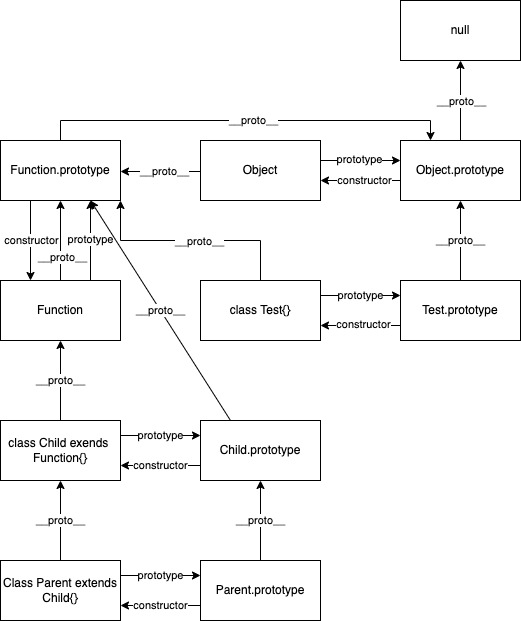 null
__proto__
__proto__
Function.prototype
__proto__
Object
prototype
constructor
Object.prototype
constructor
__proto__
prototype
__proto__
__proto__
Function
__proto__
class Test{}
prototype
constructor
Test.prototype
__proto__
class Child extends
Function{}
prototype
constructor
Child.prototype
__proto__
__proto__
Class Parent extends
Child{}
prototype
constructor
Parent.prototype